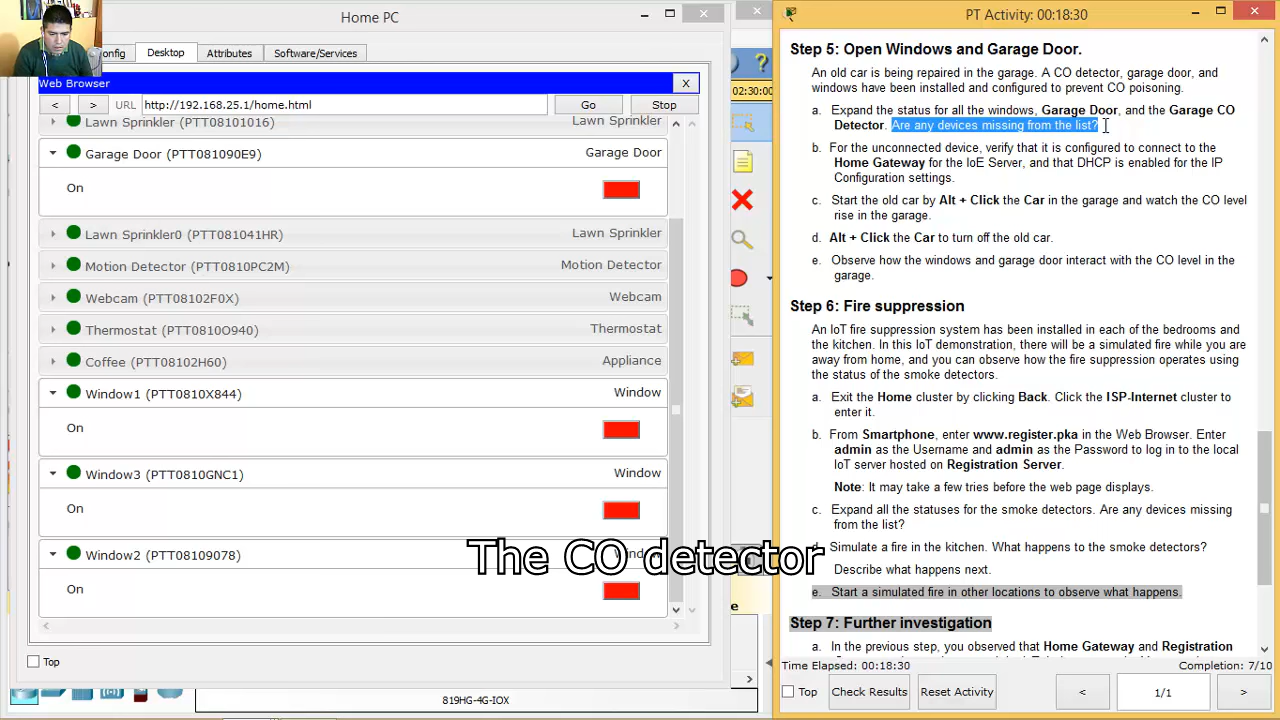 Home PC
onfig
Desktop
Attributes
Software/Services
Web Browser
X
<
>
URL
http://192.168.25.1/home.html
Go
Stop
Lawn Sprinkler (PTT08101016)
Lawn Sprinkler
Garage Door (PTT081090E9)
Garage Door
On
Lawn Sprinkler0 (PTT081041HR)
Lawn Sprinkler
Motion Detector (PTT0810PC2M)
Motion Detector
Webcam (PTT08102F0X)
Webcam
Thermostat (PTT0810O940)
Thermostat
Coffee (PTT08102H60)
Appliance
Window1 (PTT0810X844)
Window
On
Window3 (PTT0810GNC1)
Window
On
Window2 (PTT08109078)
On
Top
02:30:00
819HG-4G-IOX
The CO detector
PT Activity: 00:18:30
Step 5: Open Windows and Garage Door.
An old car is being repaired in the garage. A CO detector, garage door, and
windows have been installed and configured to prevent CO poisoning.
a. Expand the status for all the windows, Garage Door, and the Garage CO
Detector. Are any devices missing from the list?
b. For the unconnected device, verify that it is configured to connect to the
Home Gateway for the IoE Server, and that DHCP is enabled for the IP
Configuration settings.
c. Start the old car by Alt + Click the Car in the garage and watch the CO level
rise in the garage.
d. Alt + Click the Car to turn off the old car.
e. Observe how the windows and garage door interact with the CO level in the
garage.
Step 6: Fire suppression
An IoT fire suppression system has been installed in each of the bedrooms and
the kitchen. In this IoT demonstration, there will be a simulated fire while you are
away from home, and you can observe how the fire suppression operates using
the status of the smoke detectors.
a. Exit the Home cluster by clicking Back. Click the ISP-Internet cluster to
enter it.
b. From Smartphone, enter www.register.pka in the Web Browser. Enter
admin as the Username and admin as the Password to log in to the local
IoT server hosted on Registration Server.
Note: It may take a few tries before the web page displays.
c. Expand all the statuses for the smoke detectors. Are any devices missing
from the list?
d. Simulate a fire in the kitchen. What happens to the smoke detectors?
Describe what happens next.
e. Start a simulated fire in other locations to observe what happens.
Step 7: Further investigation
a. In the previous step, you observed that Home Gateway and Registration
Time Elapsed: 00:18:30
Completion: 7/10
Top
Check Results
Reset Activity
<
1/1
>